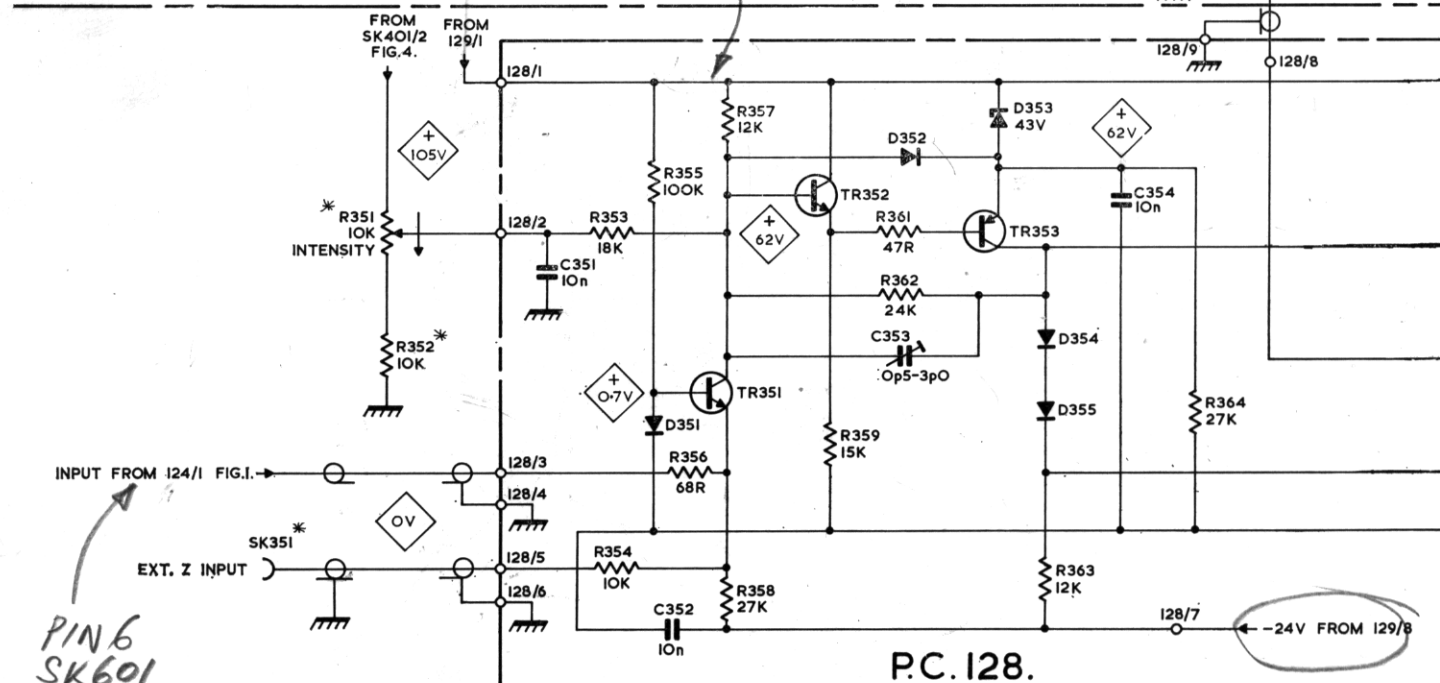 FROM
SK401/2
FIG.4.
FROM
129/1
128/1
128/9
128/8
+
105V
R357
12K
D353
43V
+
62V
D352
R355
100K
TR352
C354
10n
*
R351
10K
INTENSITY
128/2
R353
18K
+
62V
R361
47R
TR353
C351
10n
R362
24K
R352*
10K
C353
0p5-3p0
D354
+
0·7V
TR351
D351
D355
R364
27K
R359
15K
INPUT FROM 124/1 FIG.1.
128/3
R356
68R
128/4
0V
SK351*
EXT. Z INPUT
128/5
R354
10K
128/6
R358
27K
R363
12K
C352
10n
128/7
-24V FROM 129/8
PIN 6
SK601
P.C. 128.